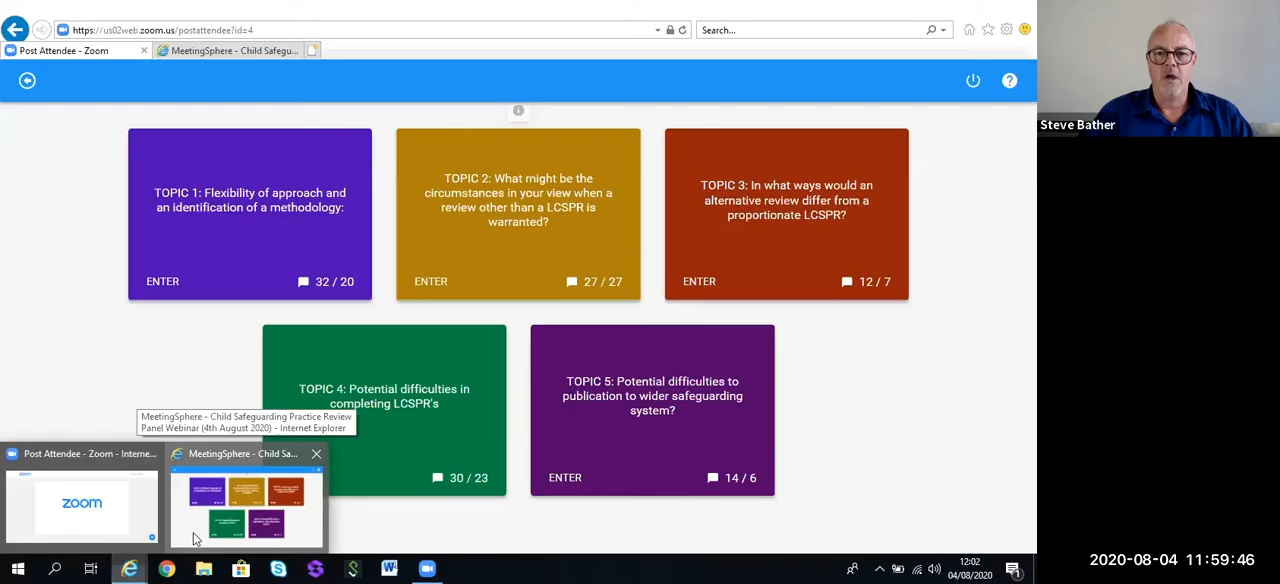 https://us02web.zoom.us/postattendee?id=4
Search...
Post Attendee - Zoom
MeetingSphere - Child Safegu...
Steve Bather
TOPIC 1: Flexibility of approach and
an identification of a methodology:
ENTER
32 / 20
TOPIC 2: What might be the
circumstances in your view when a
review other than a LCSPR is
warranted?
ENTER
27 / 27
TOPIC 3: In what ways would an
alternative review differ from a
proportionate LCSPR?
ENTER
12 / 7
TOPIC 4: Potential difficulties in
completing LCSPR's
30 / 23
TOPIC 5: Potential difficulties to
publication to wider safeguarding
system?
ENTER
14 / 6
MeetingSphere - Child Safeguarding Practice Review
Panel Webinar (4th August 2020) - Internet Explorer
Post Attendee - Zoom - Interne...
MeetingSphere - Child Sa...
zoom
12:02
04/08/2020
2020-08-04 11:59:46